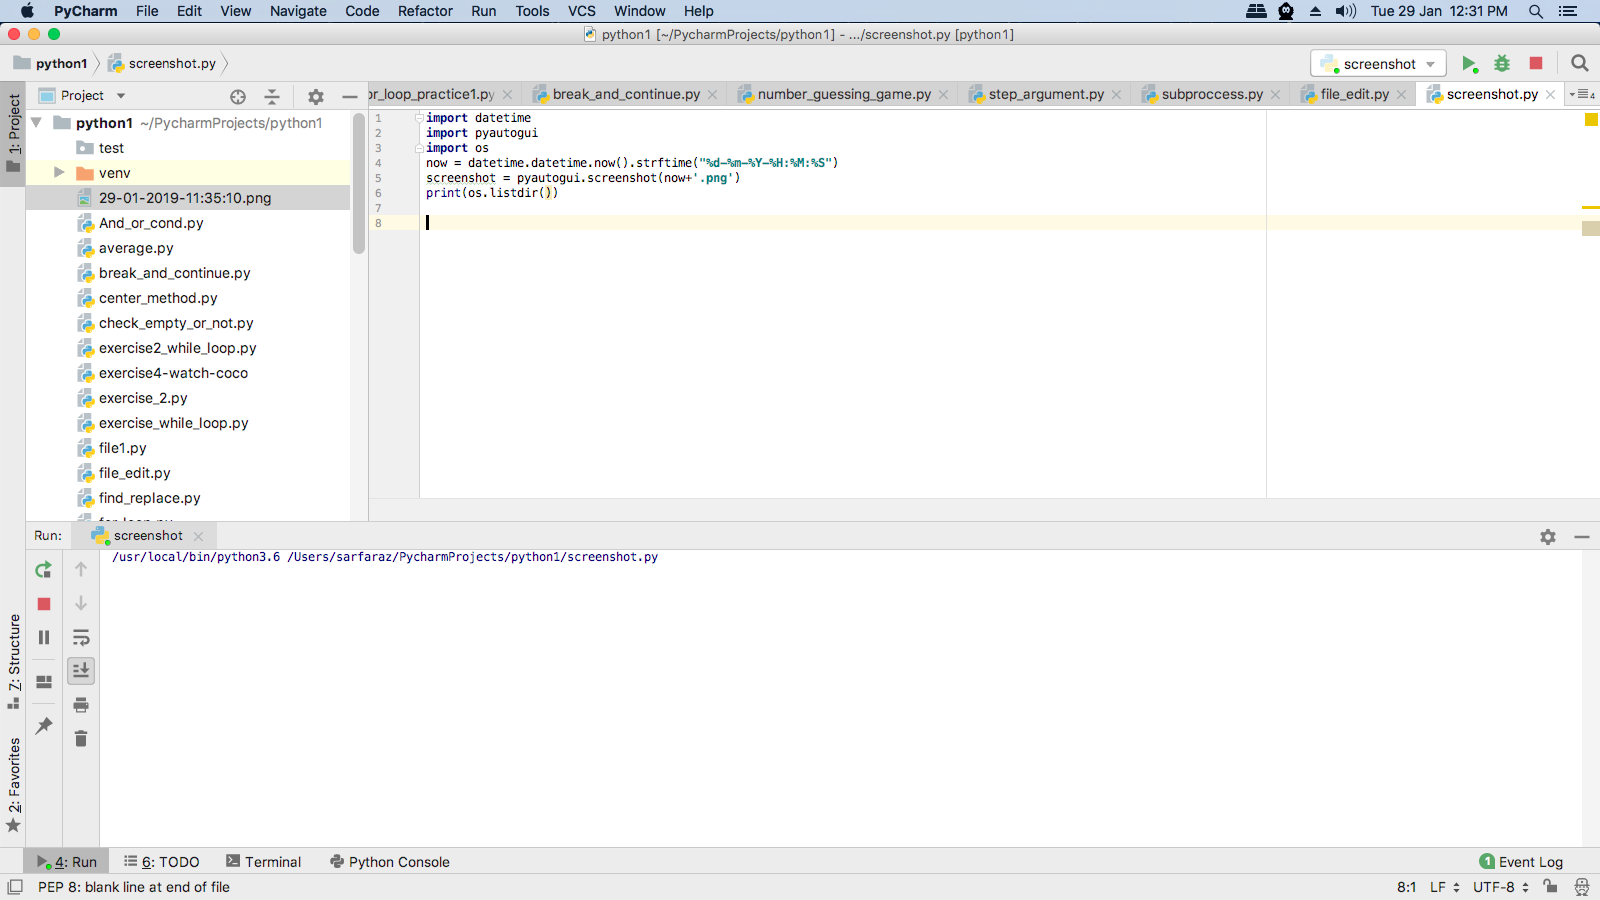 PyCharm File Edit View Navigate Code Refactor Run Tools VCS Window Help Tue 29 Jan 12:31 PM
python1 [~/PycharmProjects/python1] - .../screenshot.py [python1]
python1 screenshot.py screenshot
1: Project
Project
or_loop_practice1.py break_and_continue.py number_guessing_game.py step_argument.py subproccess.py file_edit.py screenshot.py 4
python1 ~/PycharmProjects/python1
test
venv
29-01-2019-11:35:10.png
And_or_cond.py
average.py
break_and_continue.py
center_method.py
check_empty_or_not.py
exercise2_while_loop.py
exercise4-watch-coco
exercise_2.py
exercise_while_loop.py
file1.py
file_edit.py
find_replace.py
1 import datetime
2 import pyautogui
3 import os
4 now = datetime.datetime.now().strftime("%d-%m-%Y-%H:%M:%S")
5 screenshot = pyautogui.screenshot(now+'.png')
6 print(os.listdir())
7
8
Run: screenshot
/usr/local/bin/python3.6 /Users/sarfaraz/PycharmProjects/python1/screenshot.py
7: Structure
2: Favorites
4: Run 6: TODO Terminal Python Console 1 Event Log
PEP 8: blank line at end of file 8:1 LF UTF-8